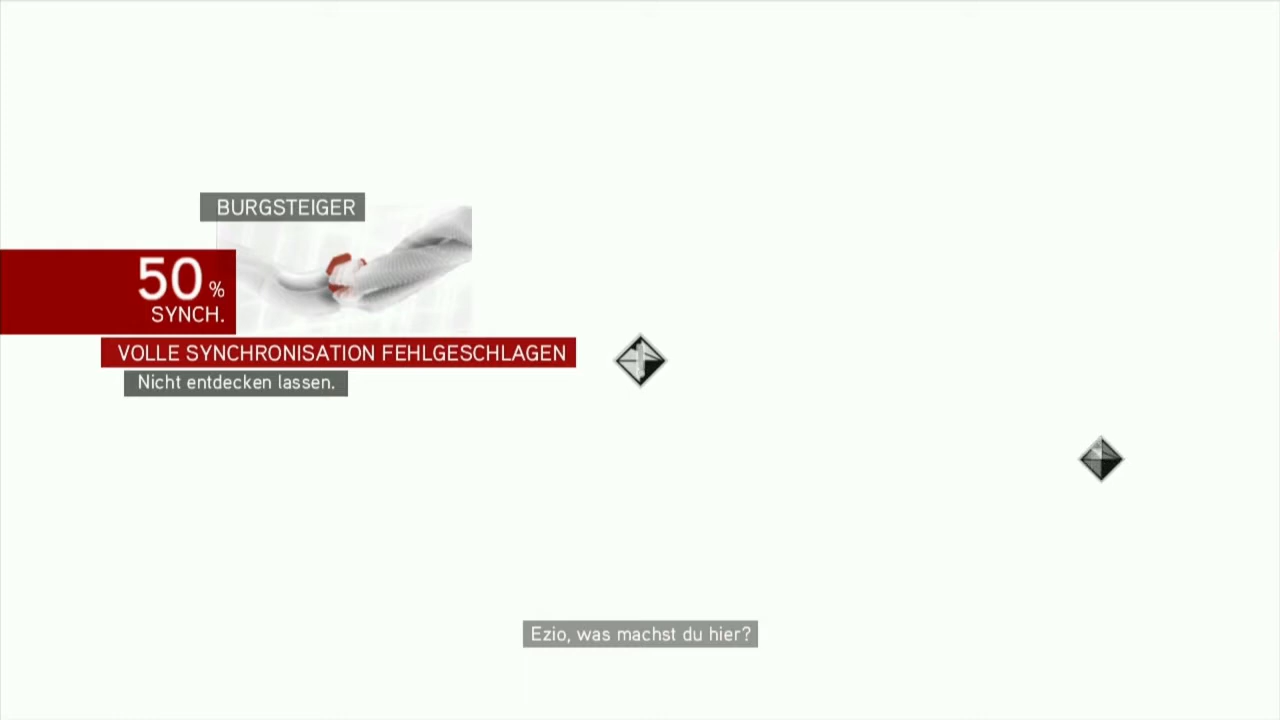 BURGSTEIGER
50 %
SYNCH.
VOLLE SYNCHRONISATION FEHLGESCHLAGEN
Nicht entdecken lassen.
Ezio, was machst du hier?